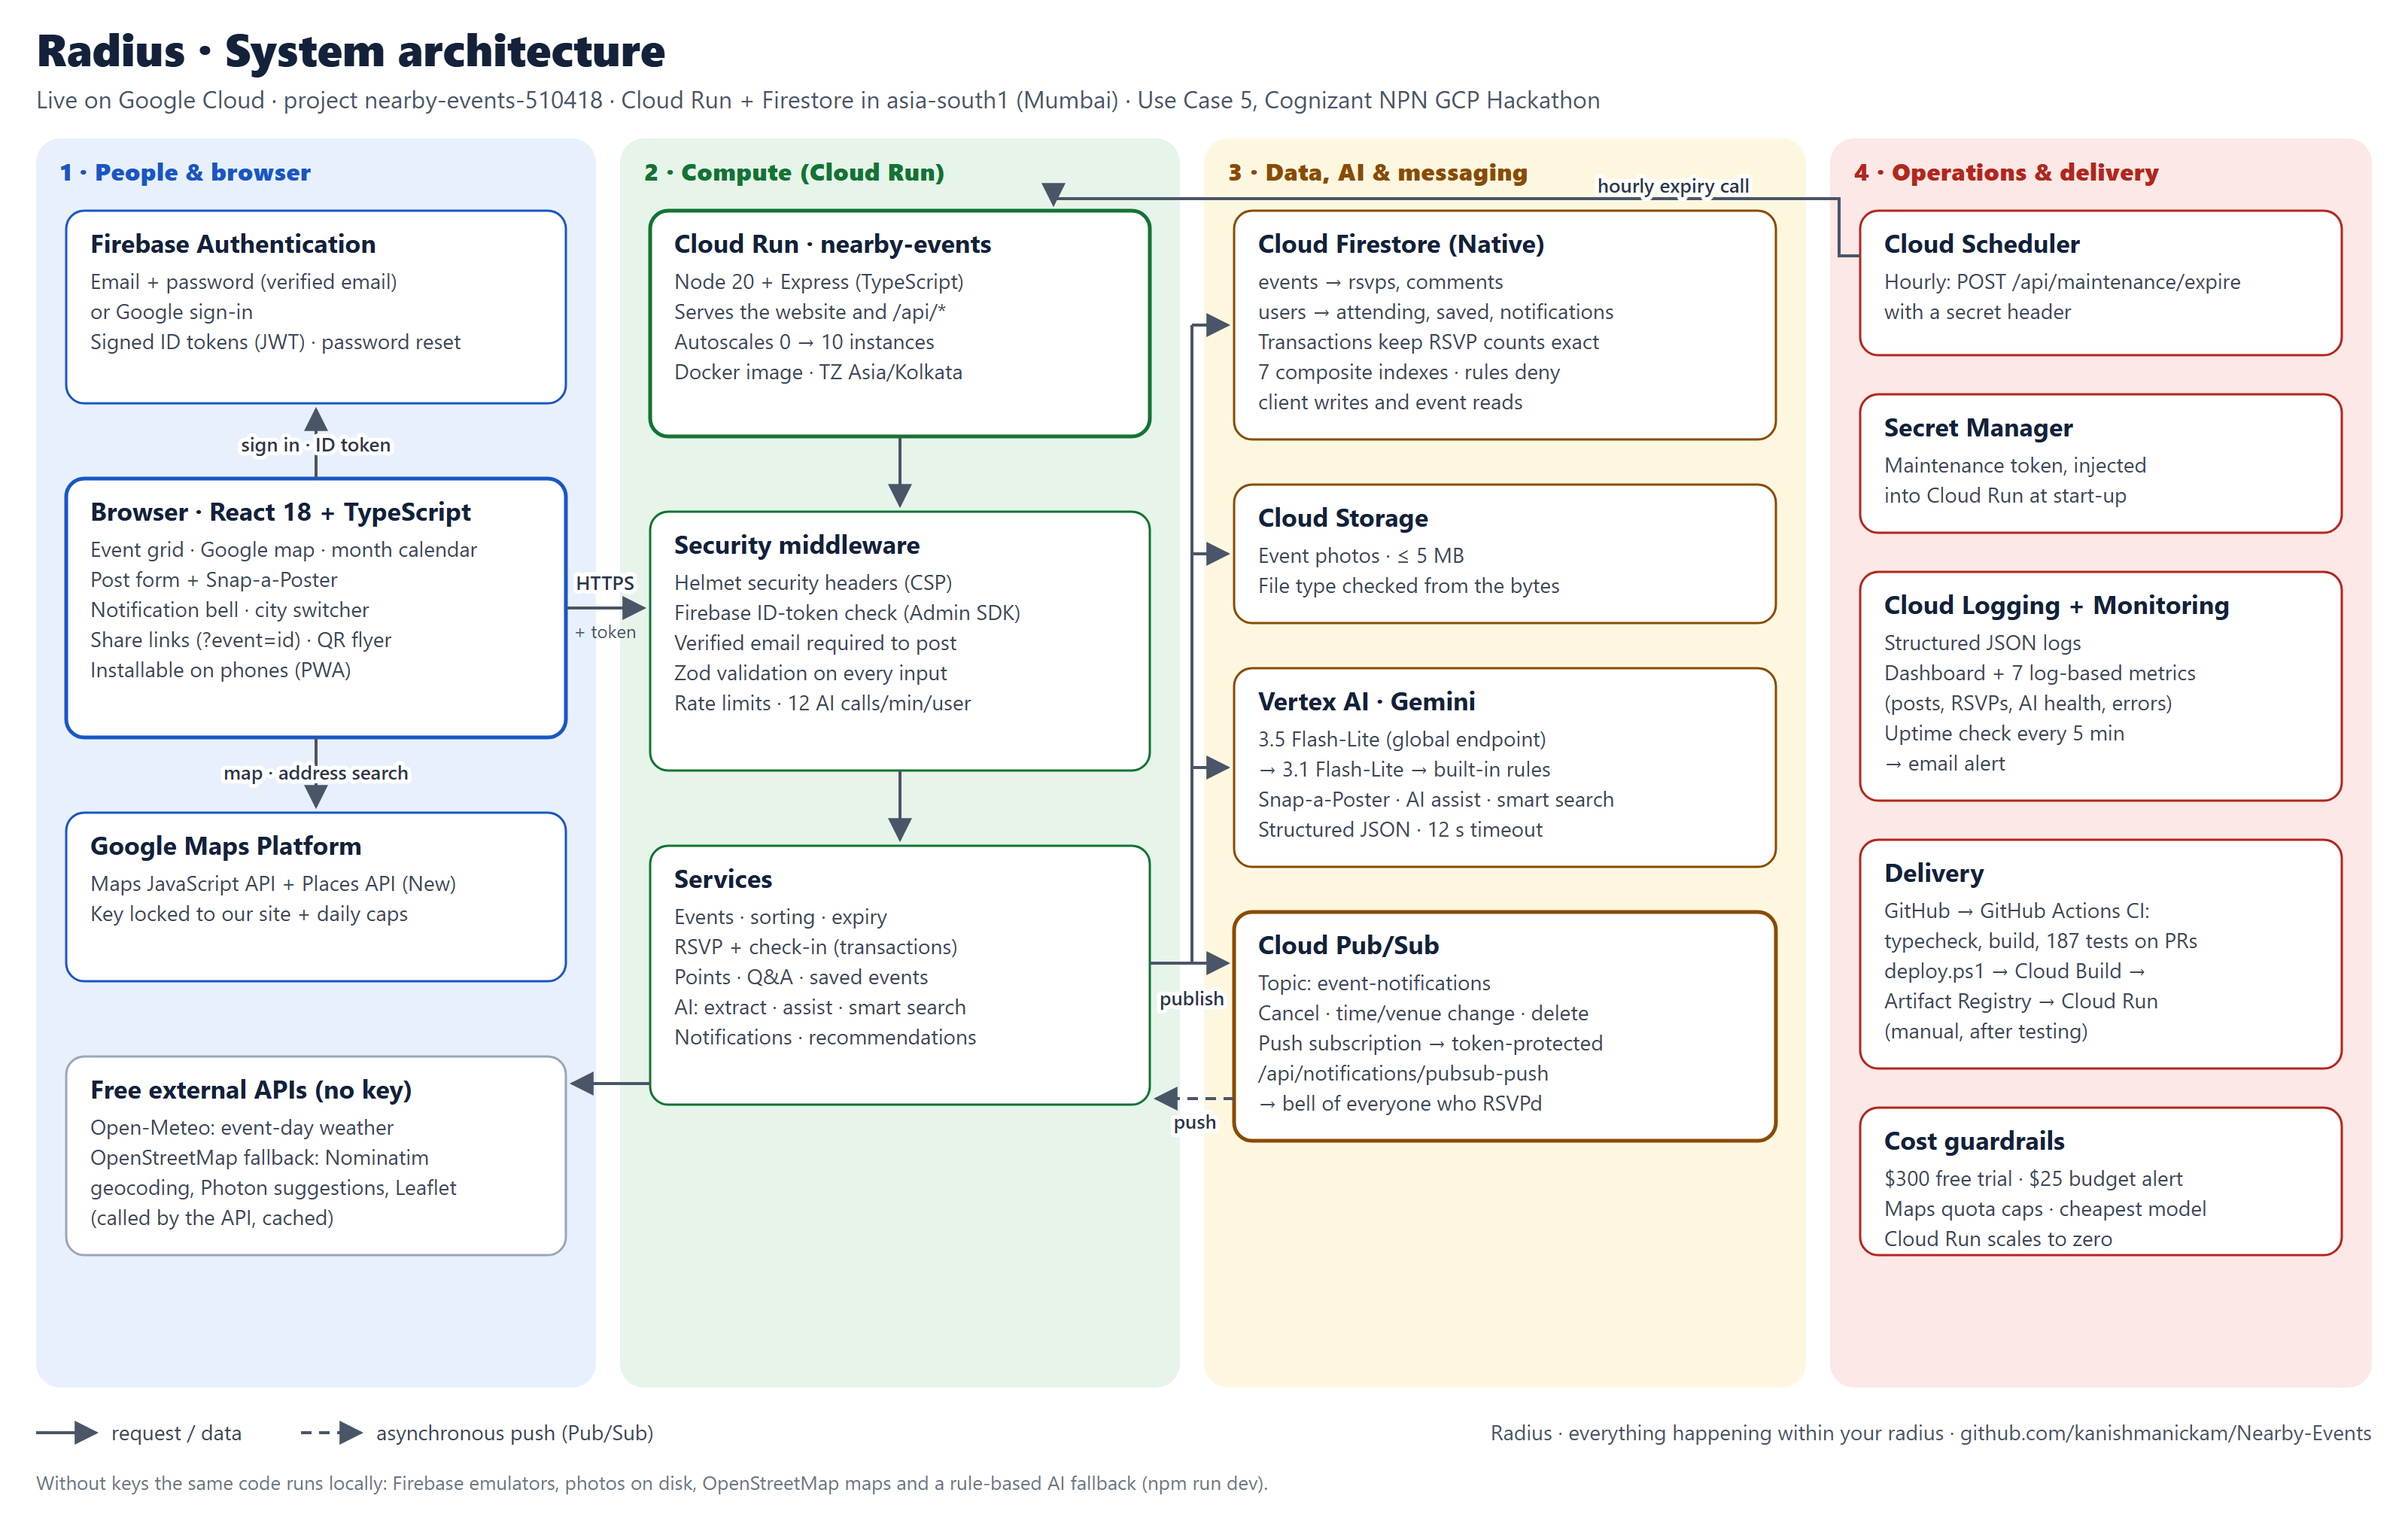 Radius · System architecture
Live on Google Cloud · project nearby-events-510418 · Cloud Run + Firestore in asia-south1 (Mumbai) · Use Case 5, Cognizant NPN GCP Hackathon
1 · People & browser
Firebase Authentication
Email + password (verified email)
or Google sign-in
Signed ID tokens (JWT) · password reset
sign in · ID token
Browser · React 18 + TypeScript
Event grid · Google map · month calendar
Post form + Snap-a-Poster
Notification bell · city switcher
Share links (?event=id) · QR flyer
Installable on phones (PWA)
HTTPS
+ token
map · address search
Google Maps Platform
Maps JavaScript API + Places API (New)
Key locked to our site + daily caps
Free external APIs (no key)
Open-Meteo: event-day weather
OpenStreetMap fallback: Nominatim
geocoding, Photon suggestions, Leaflet
(called by the API, cached)
2 · Compute (Cloud Run)
Cloud Run · nearby-events
Node 20 + Express (TypeScript)
Serves the website and /api/*
Autoscales 0 → 10 instances
Docker image · TZ Asia/Kolkata
Security middleware
Helmet security headers (CSP)
Firebase ID-token check (Admin SDK)
Verified email required to post
Zod validation on every input
Rate limits · 12 AI calls/min/user
Services
Events · sorting · expiry
RSVP + check-in (transactions)
Points · Q&A · saved events
AI: extract · assist · smart search
Notifications · recommendations
publish
push
3 · Data, AI & messaging
hourly expiry call
Cloud Firestore (Native)
events → rsvps, comments
users → attending, saved, notifications
Transactions keep RSVP counts exact
7 composite indexes · rules deny
client writes and event reads
Cloud Storage
Event photos · ≤ 5 MB
File type checked from the bytes
Vertex AI · Gemini
3.5 Flash-Lite (global endpoint)
→ 3.1 Flash-Lite → built-in rules
Snap-a-Poster · AI assist · smart search
Structured JSON · 12 s timeout
Cloud Pub/Sub
Topic: event-notifications
Cancel · time/venue change · delete
Push subscription → token-protected
/api/notifications/pubsub-push
→ bell of everyone who RSVPd
4 · Operations & delivery
Cloud Scheduler
Hourly: POST /api/maintenance/expire
with a secret header
Secret Manager
Maintenance token, injected
into Cloud Run at start-up
Cloud Logging + Monitoring
Structured JSON logs
Dashboard + 7 log-based metrics
(posts, RSVPs, AI health, errors)
Uptime check every 5 min
→ email alert
Delivery
GitHub → GitHub Actions CI:
typecheck, build, 187 tests on PRs
deploy.ps1 → Cloud Build →
Artifact Registry → Cloud Run
(manual, after testing)
Cost guardrails
$300 free trial · $25 budget alert
Maps quota caps · cheapest model
Cloud Run scales to zero
request / data
asynchronous push (Pub/Sub)
Radius · everything happening within your radius · github.com/kanishmanickam/Nearby-Events
Without keys the same code runs locally: Firebase emulators, photos on disk, OpenStreetMap maps and a rule-based AI fallback (npm run dev).